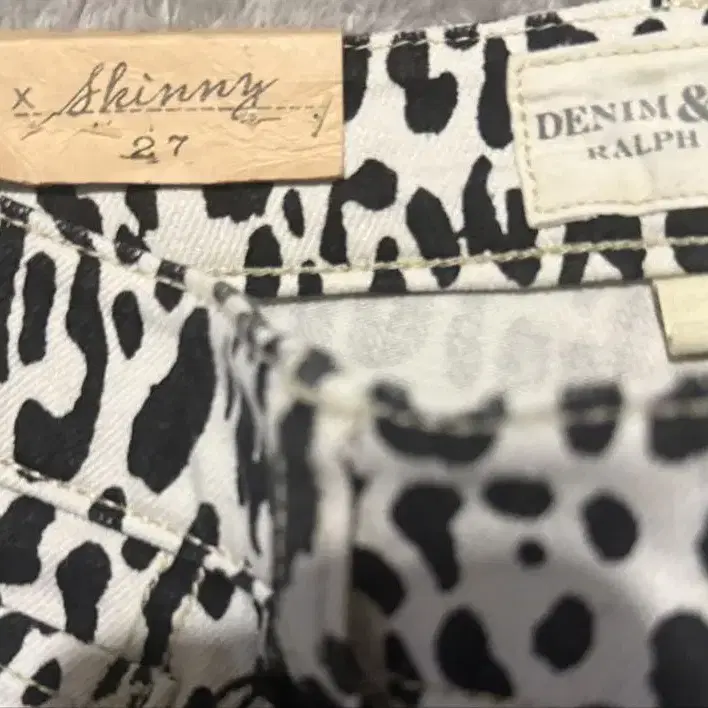 x Skinny
27
DENIM &
RALPH